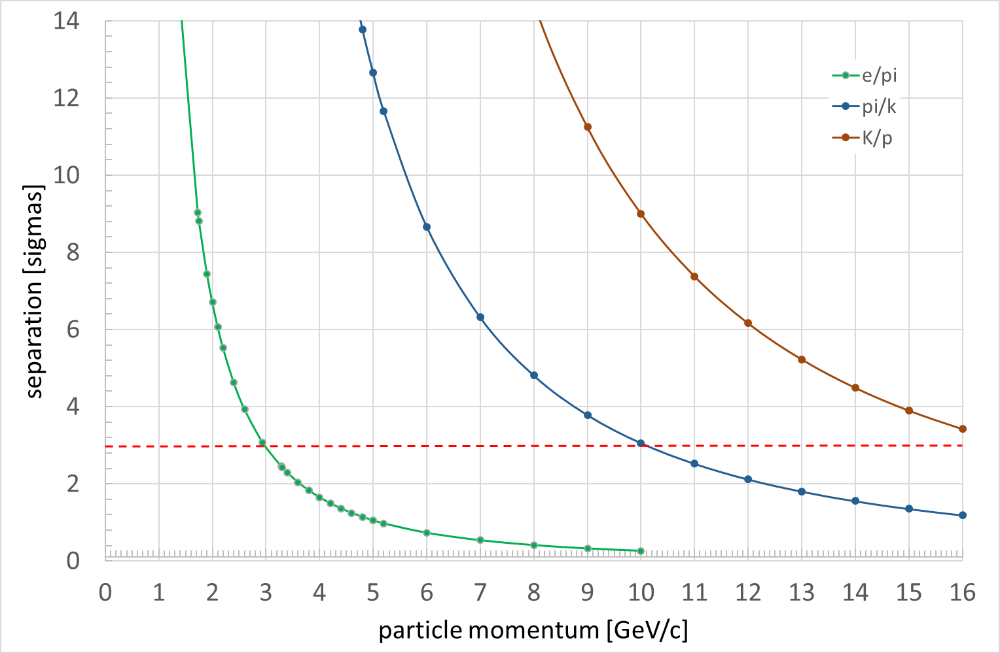 14
12
10
8
6
4
2
0
separation [sigmas]
e/pi
pi/k
K/p
0 1 2 3 4 5 6 7 8 9 10 11 12 13 14 15 16
particle momentum [GeV/c]